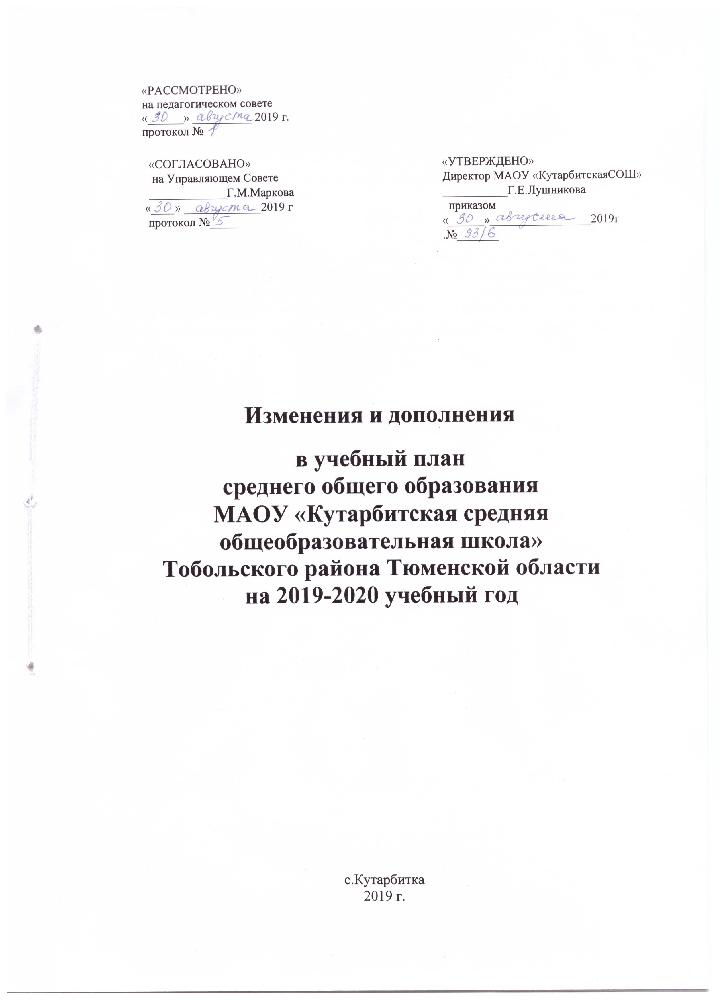 «РАССМОТРЕНО»
на педагогическом совете
«30» августа 2019 г.
протокол № 1
«СОГЛАСОВАНО»
на Управляющем Совете
____________Г.М.Маркова
«30» августа 2019 г
протокол № 5
«УТВЕРЖДЕНО»
Директор МАОУ «КутарбитскаяСОШ»
___________Г.Е.Лушникова
приказом
«30» августа 2019г
.№ 93/6
Изменения и дополнения
в учебный план
среднего общего образования
МАОУ «Кутарбитская средняя
общеобразовательная школа»
Тобольского района Тюменской области
на 2019-2020 учебный год
с.Кутарбитка
2019 г.